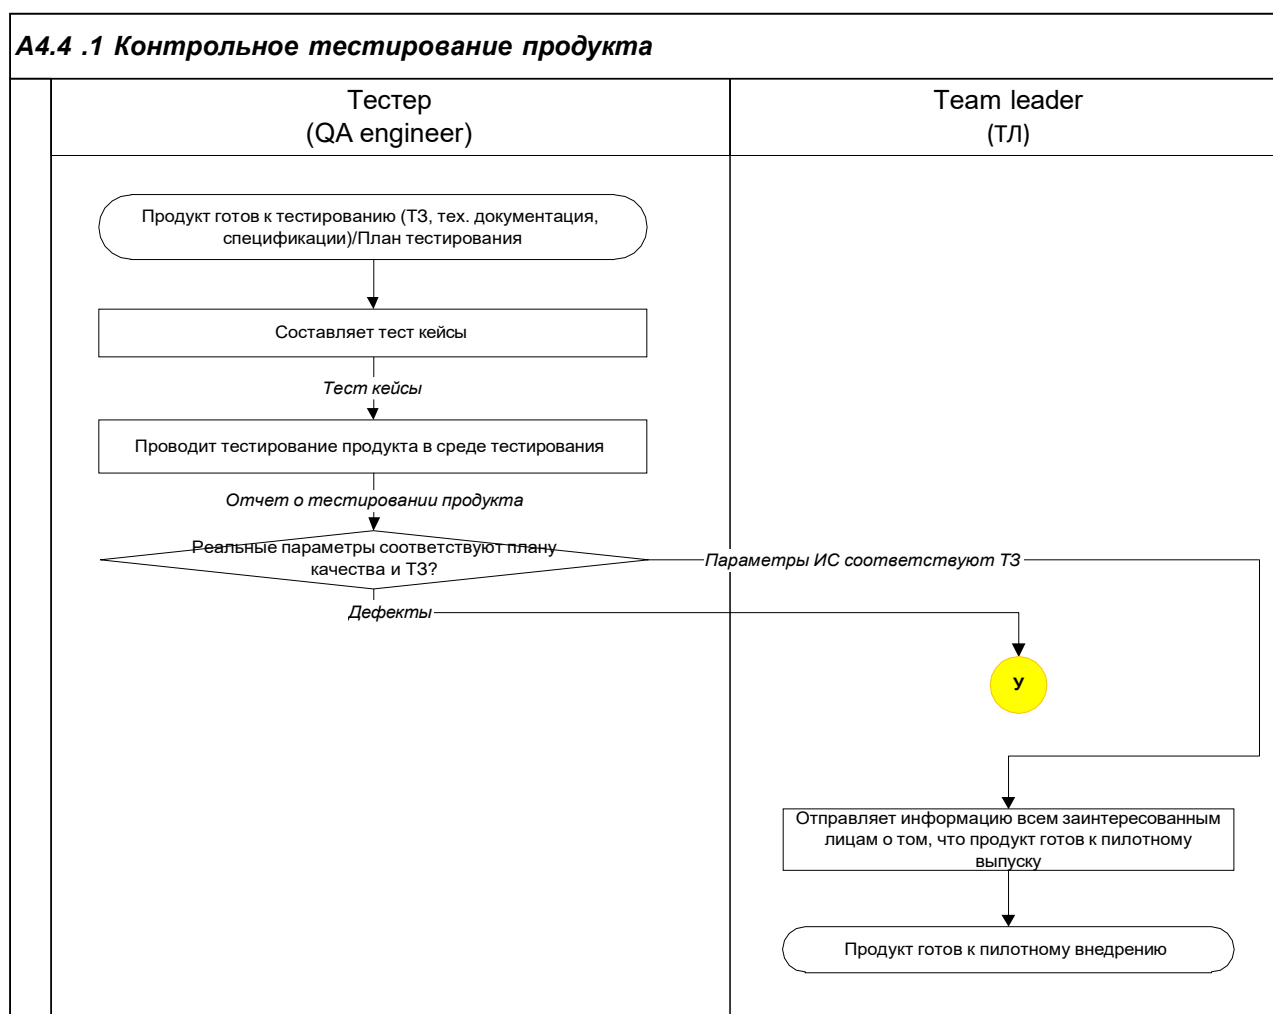 А4.4 .1 Контрольное тестирование продукта
Тестер
(QA engineer)
Team leader
(ТЛ)
Продукт готов к тестированию (ТЗ, тех. документация,
спецификации)/План тестирования
Составляет тест кейсы
Тест кейсы
Проводит тестирование продукта в среде тестирования
Отчет о тестировании продукта
Реальные параметры соответствуют плану
качества и ТЗ?
Параметры ИС соответствуют ТЗ
Дефекты
У
Отправляет информацию всем заинтересованным
лицам о том, что продукт готов к пилотному
выпуску
Продукт готов к пилотному внедрению